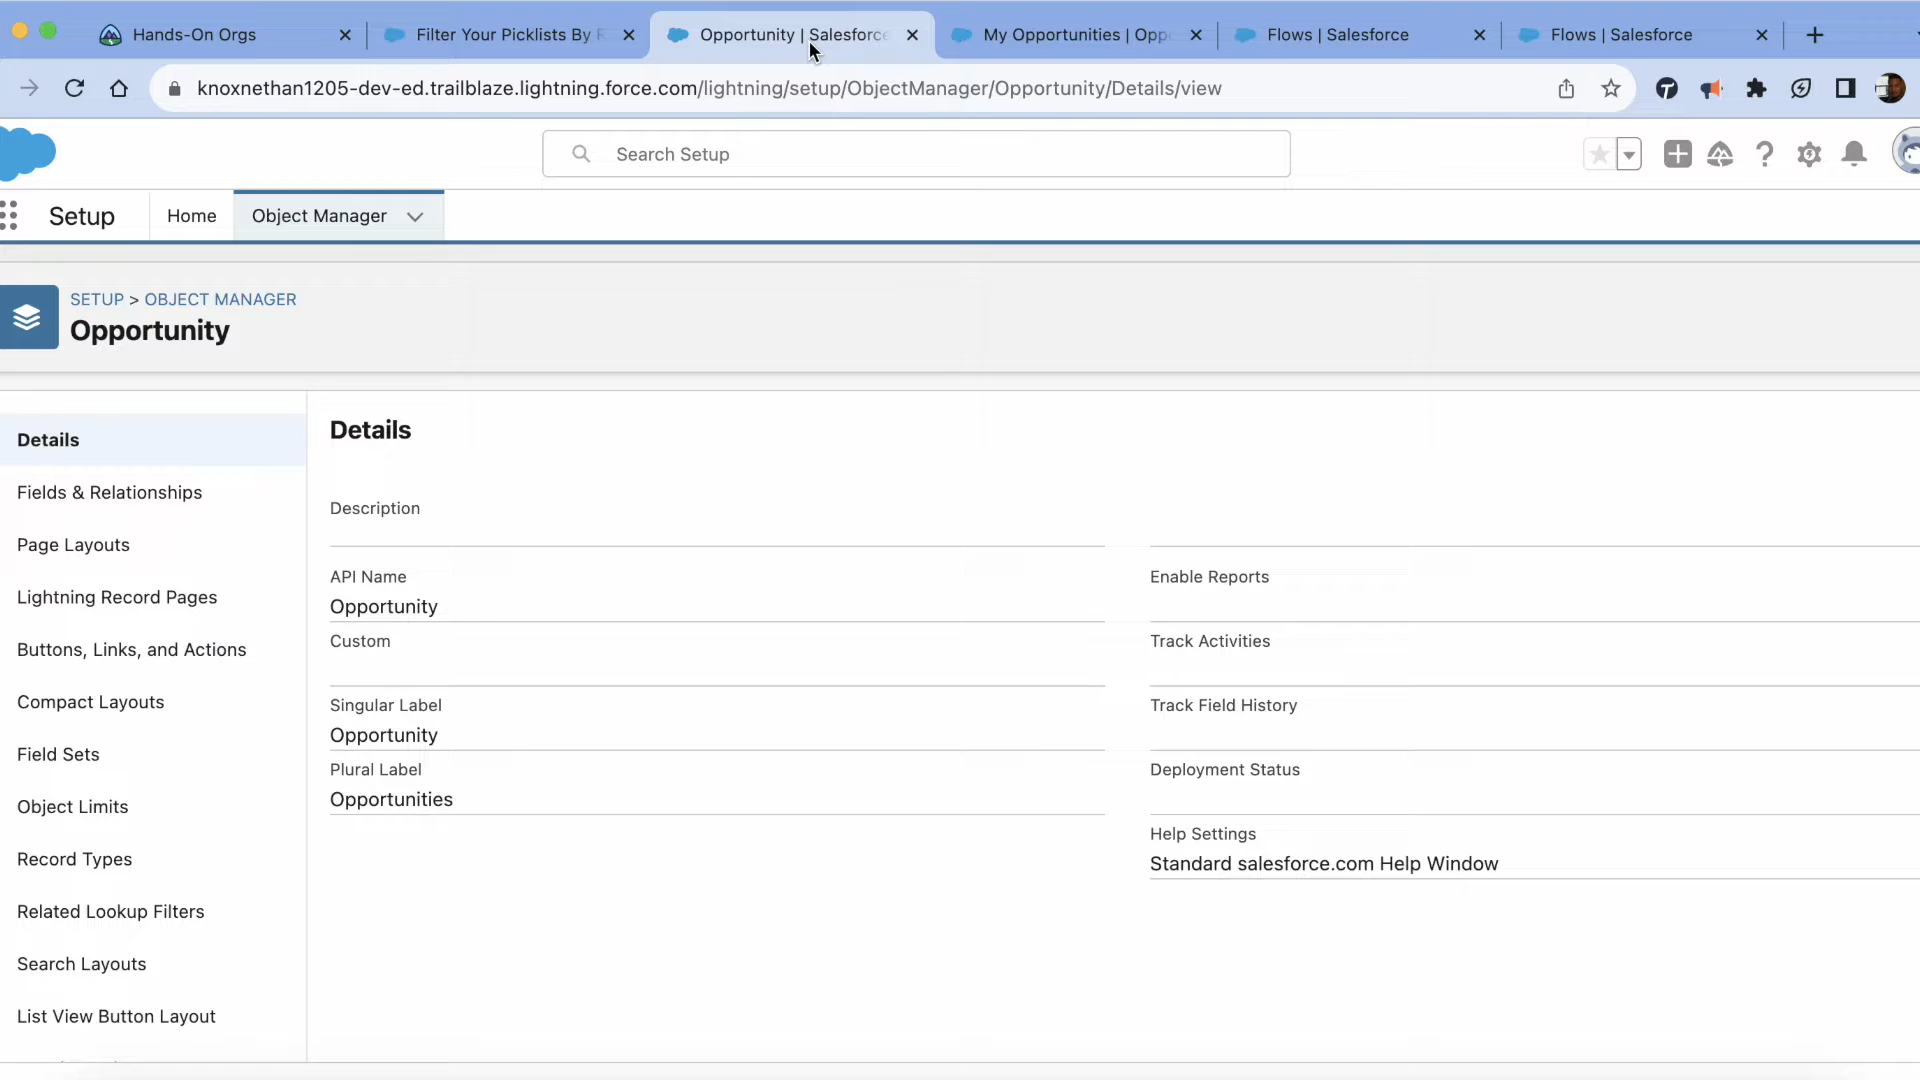 Hands-On Orgs
Filter Your Picklists By R
Opportunity | Salesforce
My Opportunities | Opp
Flows | Salesforce
Flows | Salesforce
knoxnethan1205-dev-ed.trailblaze.lightning.force.com/lightning/setup/ObjectManager/Opportunity/Details/view
Search Setup
Setup
Home
Object Manager
SETUP > OBJECT MANAGER
Opportunity
Details
Fields & Relationships
Page Layouts
Lightning Record Pages
Buttons, Links, and Actions
Compact Layouts
Field Sets
Object Limits
Record Types
Related Lookup Filters
Search Layouts
List View Button Layout
Details
Description
API Name
Opportunity
Custom
Singular Label
Opportunity
Plural Label
Opportunities
Enable Reports
Track Activities
Track Field History
Deployment Status
Help Settings
Standard salesforce.com Help Window